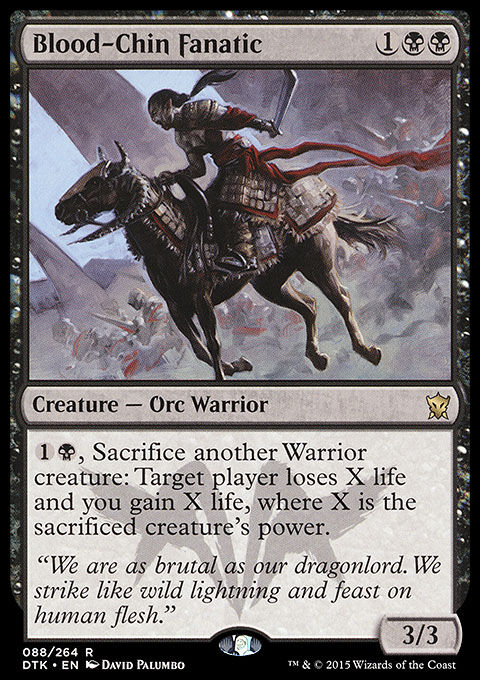 Blood-Chin Fanatic 1
Creature — Orc Warrior
1, Sacrifice another Warrior
creature: Target player loses X life
and you gain X life, where X is the
sacrificed creature's power.
“We are as brutal as our dragonlord. We
strike like wild lightning and feast on
human flesh.”
3/3
088/264 R
DTK • EN DAVID PALUMBO
™ & © 2015 Wizards of the Coast